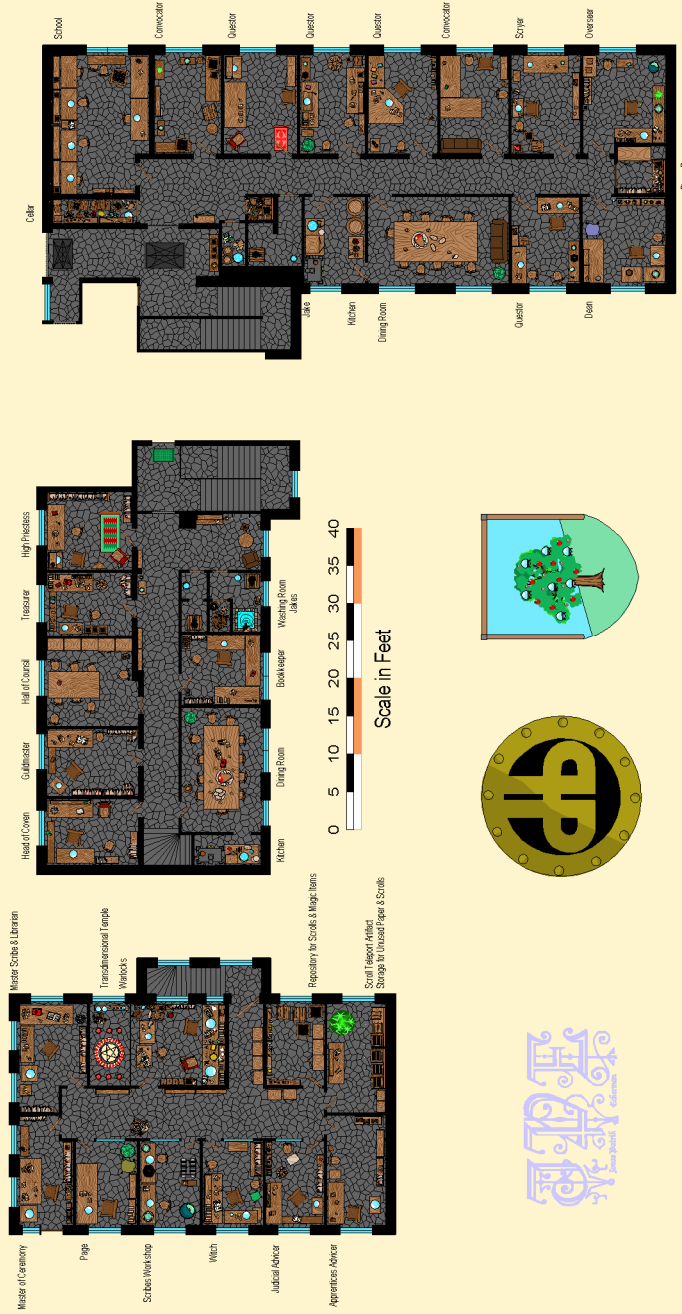 School
Convocator
Questor
Questor
Questor
Convocator
Scryer
Overseer
Cellar
Jake
Kitchen
Dining Room
Questor
Dean
High Priestess
Treasurer
Hall of Counsil
Guildmaster
Head of Coven
Washing Room
Jakes
Bookkeeper
Dining Room
Kitchen
0 5 10 15 20 25 30 35 40
Scale in Feet
Master Scribe & Librarian
Transdimensional Temple
Warlocks
Repository for Scrolls & Magic Items
Scroll Teleport Artifact
Storage for Unused Paper & Scrolls
Master of Ceremony
Page
Scribes Workshop
Witch
Judicial Advicer
Apprentices Advicer